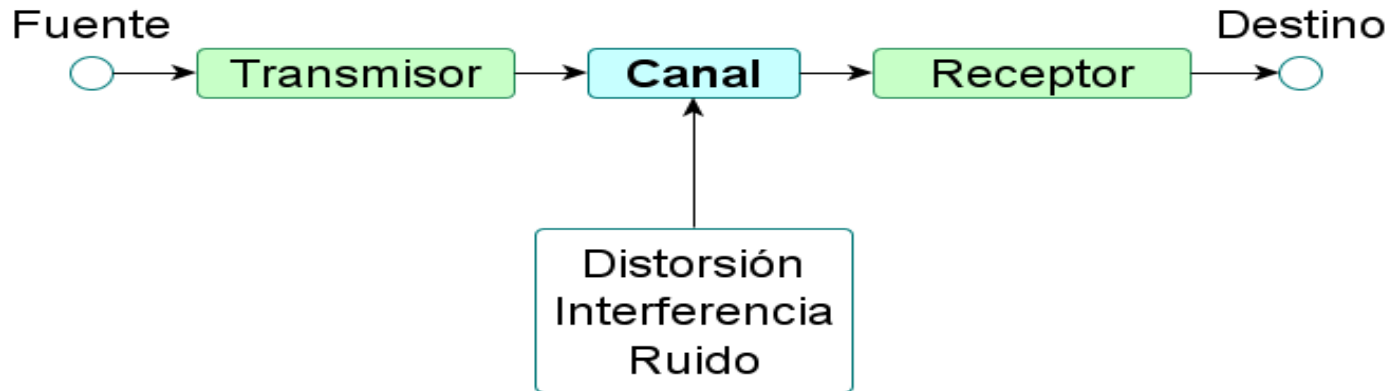 Fuente
Destino
Transmisor
Canal
Receptor
Distorsión
Interferencia
Ruido